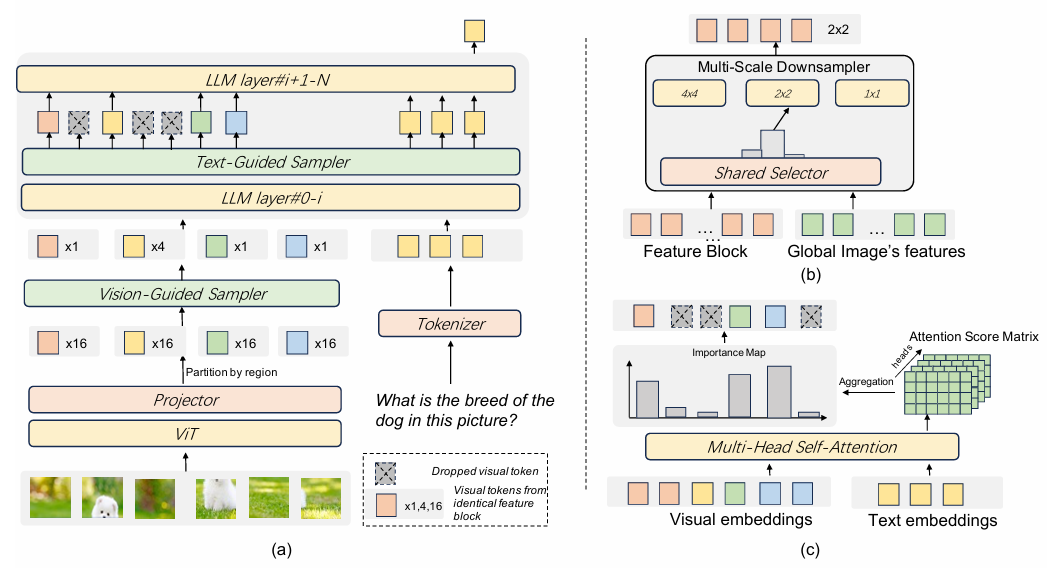 LLM layer#i+1-N
Text-Guided Sampler
LLM layer#0-i
x1
x4
x1
x1
Vision-Guided Sampler
x16
x16
x16
x16
Partition by region
Projector
ViT
Tokenizer
What is the breed of the
dog in this picture?
Dropped visual token
x1,4,16
Visual tokens from
identical feature
block
(a)
2x2
Multi-Scale Downsampler
4x4
2x2
1x1
Shared Selector
...
...
...
Feature Block
Global Image's features
(b)
Importance Map
Attention Score Matrix
heads
Aggregation
Multi-Head Self-Attention
Visual embeddings
Text embeddings
(c)